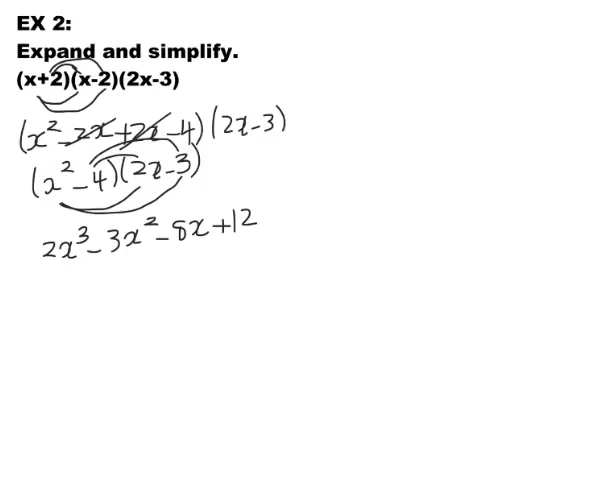 EX 2:
Expand and simplify.
(x+2)(x-2)(2x-3)
(x²-2x+2x-4)(2x-3)
(x²-4)(2x-3)
2x³-3x²-8x+12